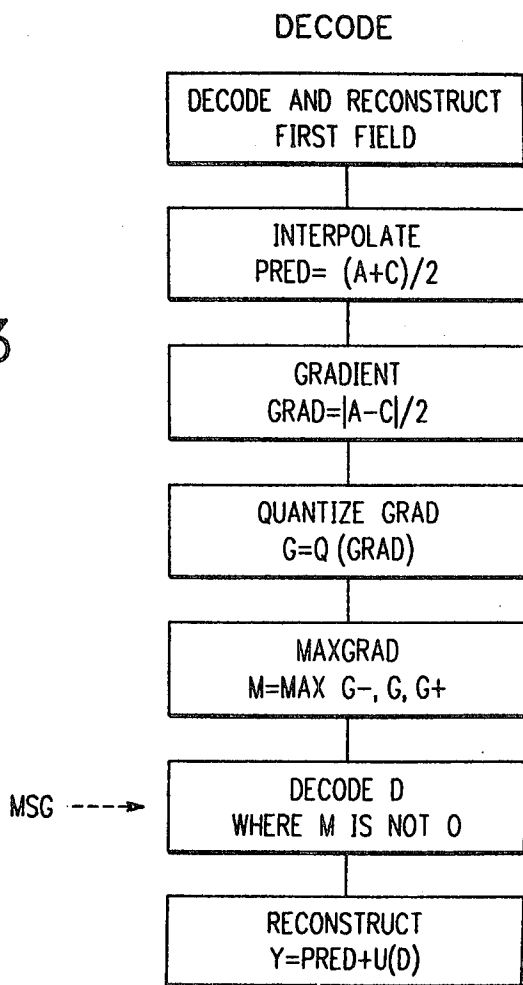 DECODE
DECODE AND RECONSTRUCT
FIRST FIELD
INTERPOLATE
PRED= (A+C)/2
3
GRADIENT
GRAD=|A-C|/2
QUANTIZE GRAD
G=Q (GRAD)
MAXGRAD
M=MAX G-, G, G+
MSG
DECODE D
WHERE M IS NOT 0
RECONSTRUCT
Y=PRED+U(D)